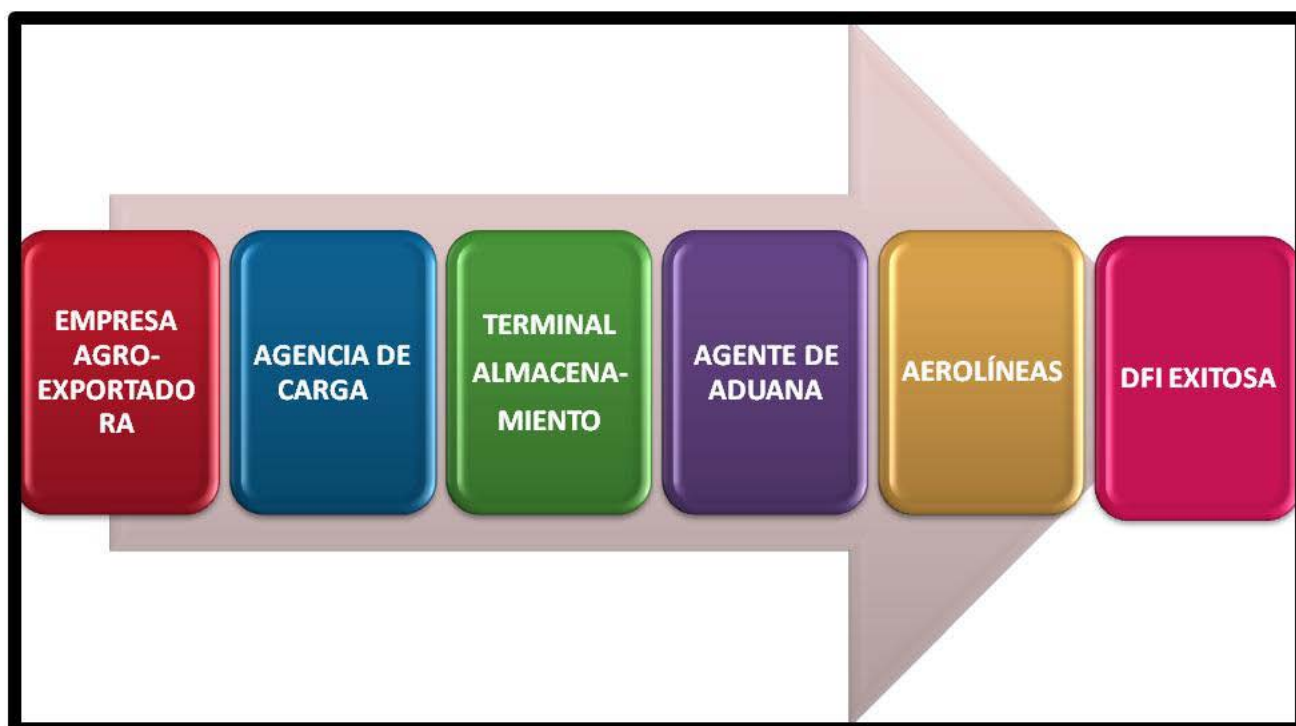 EMPRESA
AGRO-
EXPORTADO
RA
AGENCIA DE
CARGA
TERMINAL
ALMACENA-
MIENTO
AGENTE DE
ADUANA
AEROLÍNEAS
DFI EXITOSA